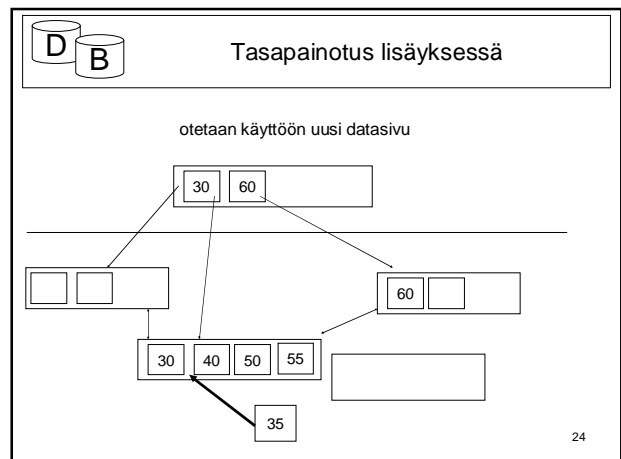 D B
Tasapainotus lisäyksessä
otetaan käyttöön uusi datasivu
30 60
60
30 40 50 55
35
24